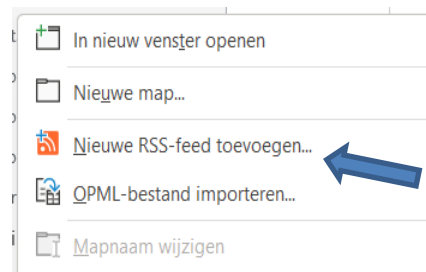 In nieuw venster openen
Nieuwe map...
Nieuwe RSS-feed toevoegen...
OPML-bestand importeren...
Mapnaam wijzigen